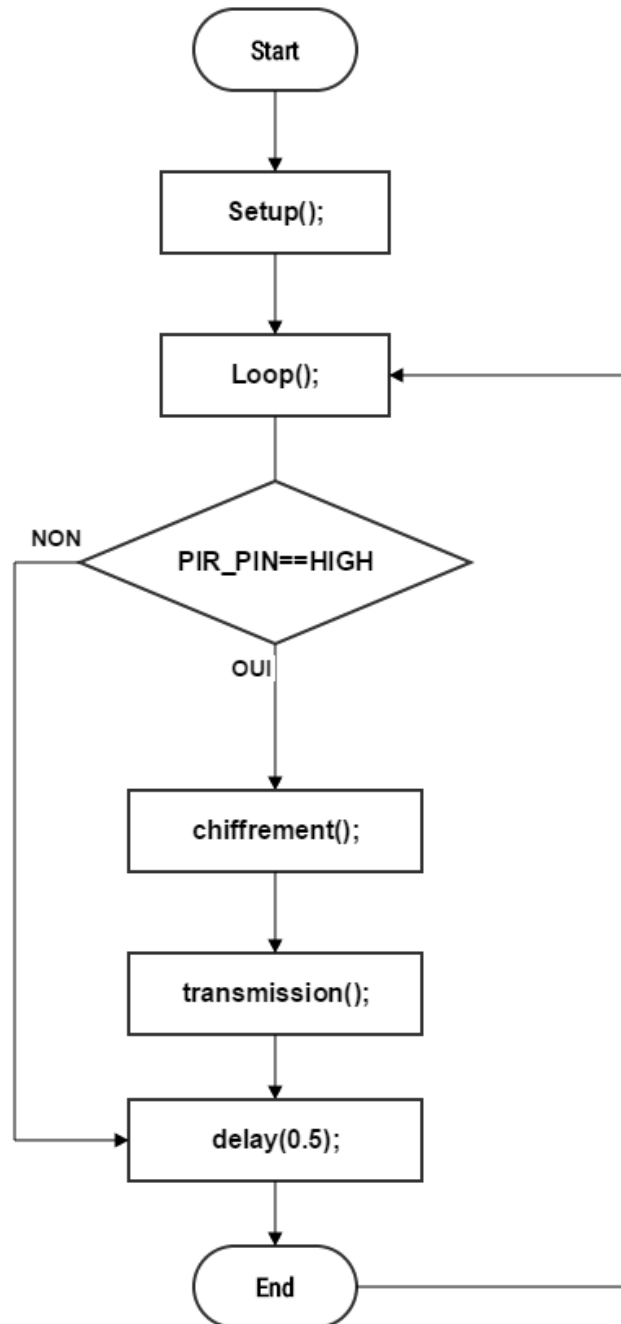 Start
Setup();
Loop();
NON
PIR_PIN==HIGH
OUI
chiffrement();
transmission();
delay(0.5);
End